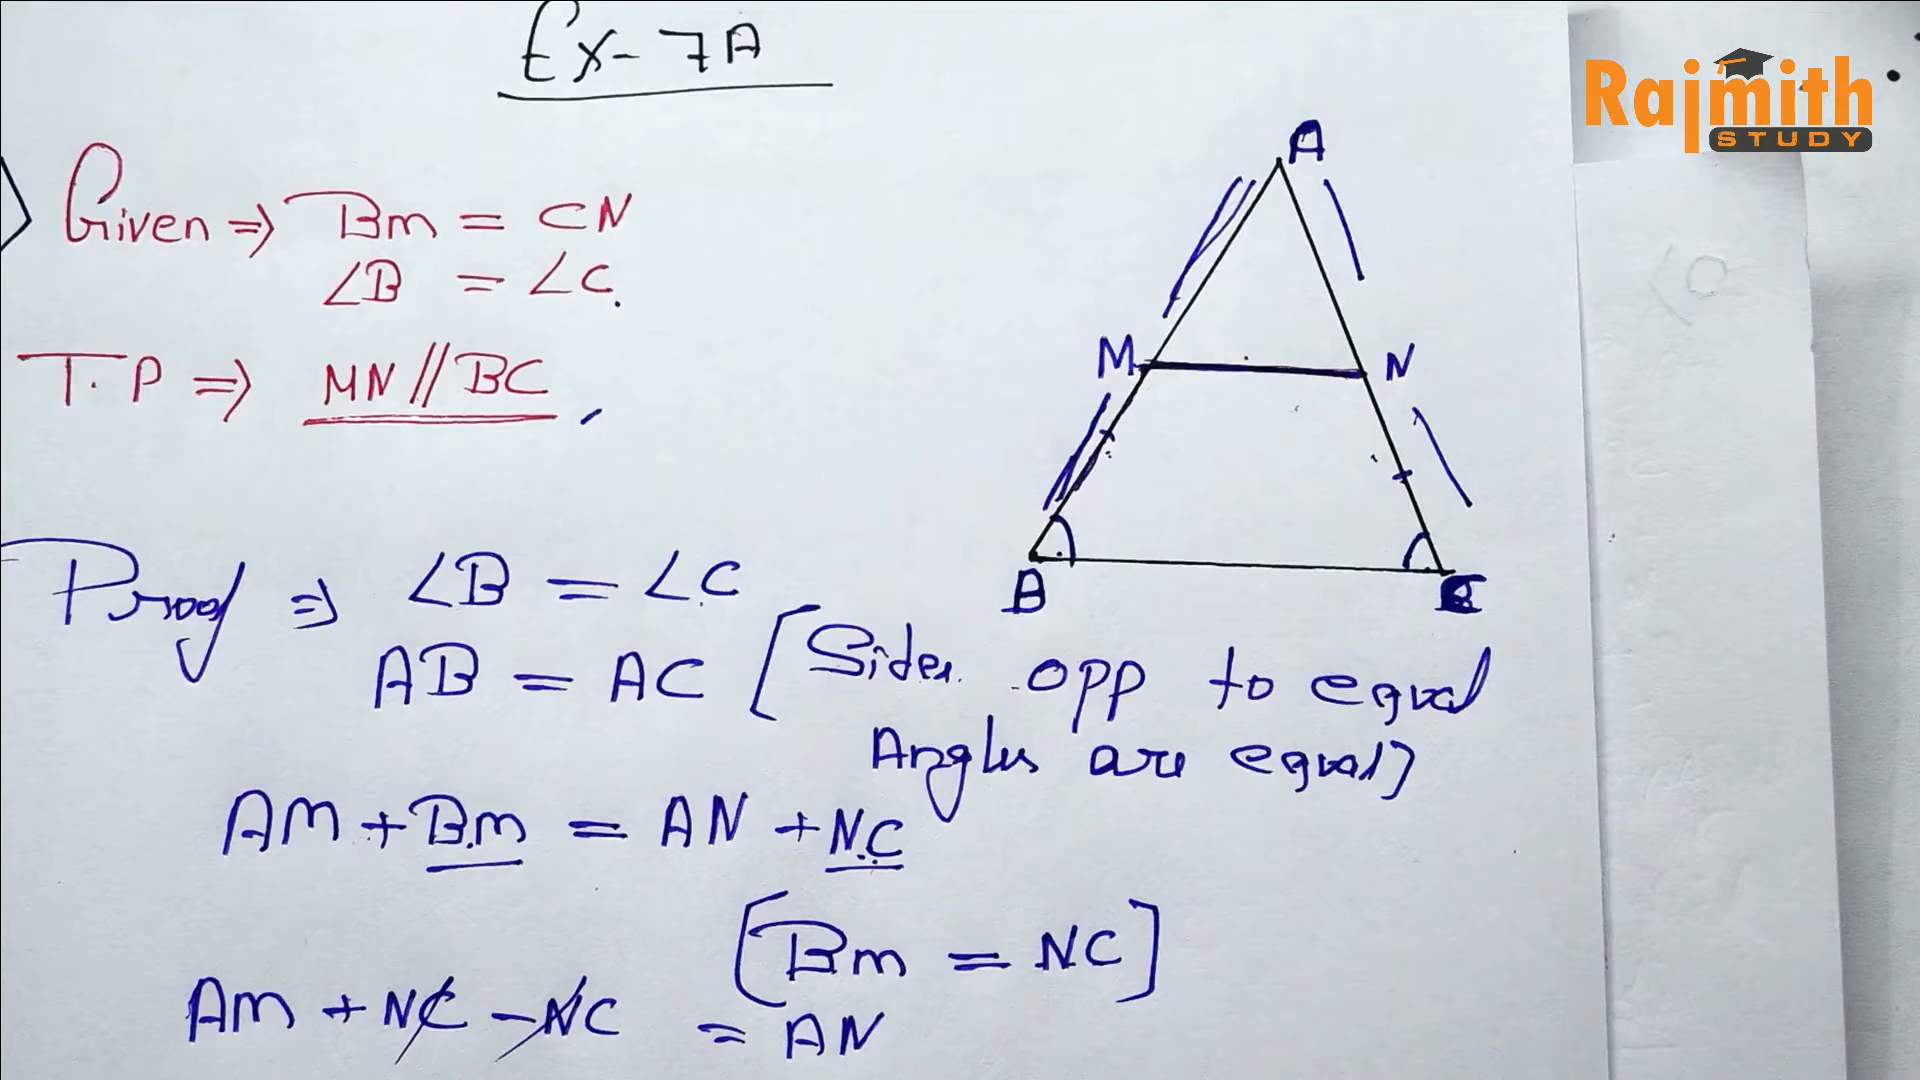 Ex-7A
Rajmith
STUDY
Given ⇒ Bm = CN
∠B = ∠C.
T.P ⇒ MN // BC
A
M
N
B
C
Proof ⇒ ∠B = ∠C
AB = AC [Sides opp to equal
Angles are equal]
Am + Bm = AN + NC
[Bm = NC]
Am + NC - NC = AN